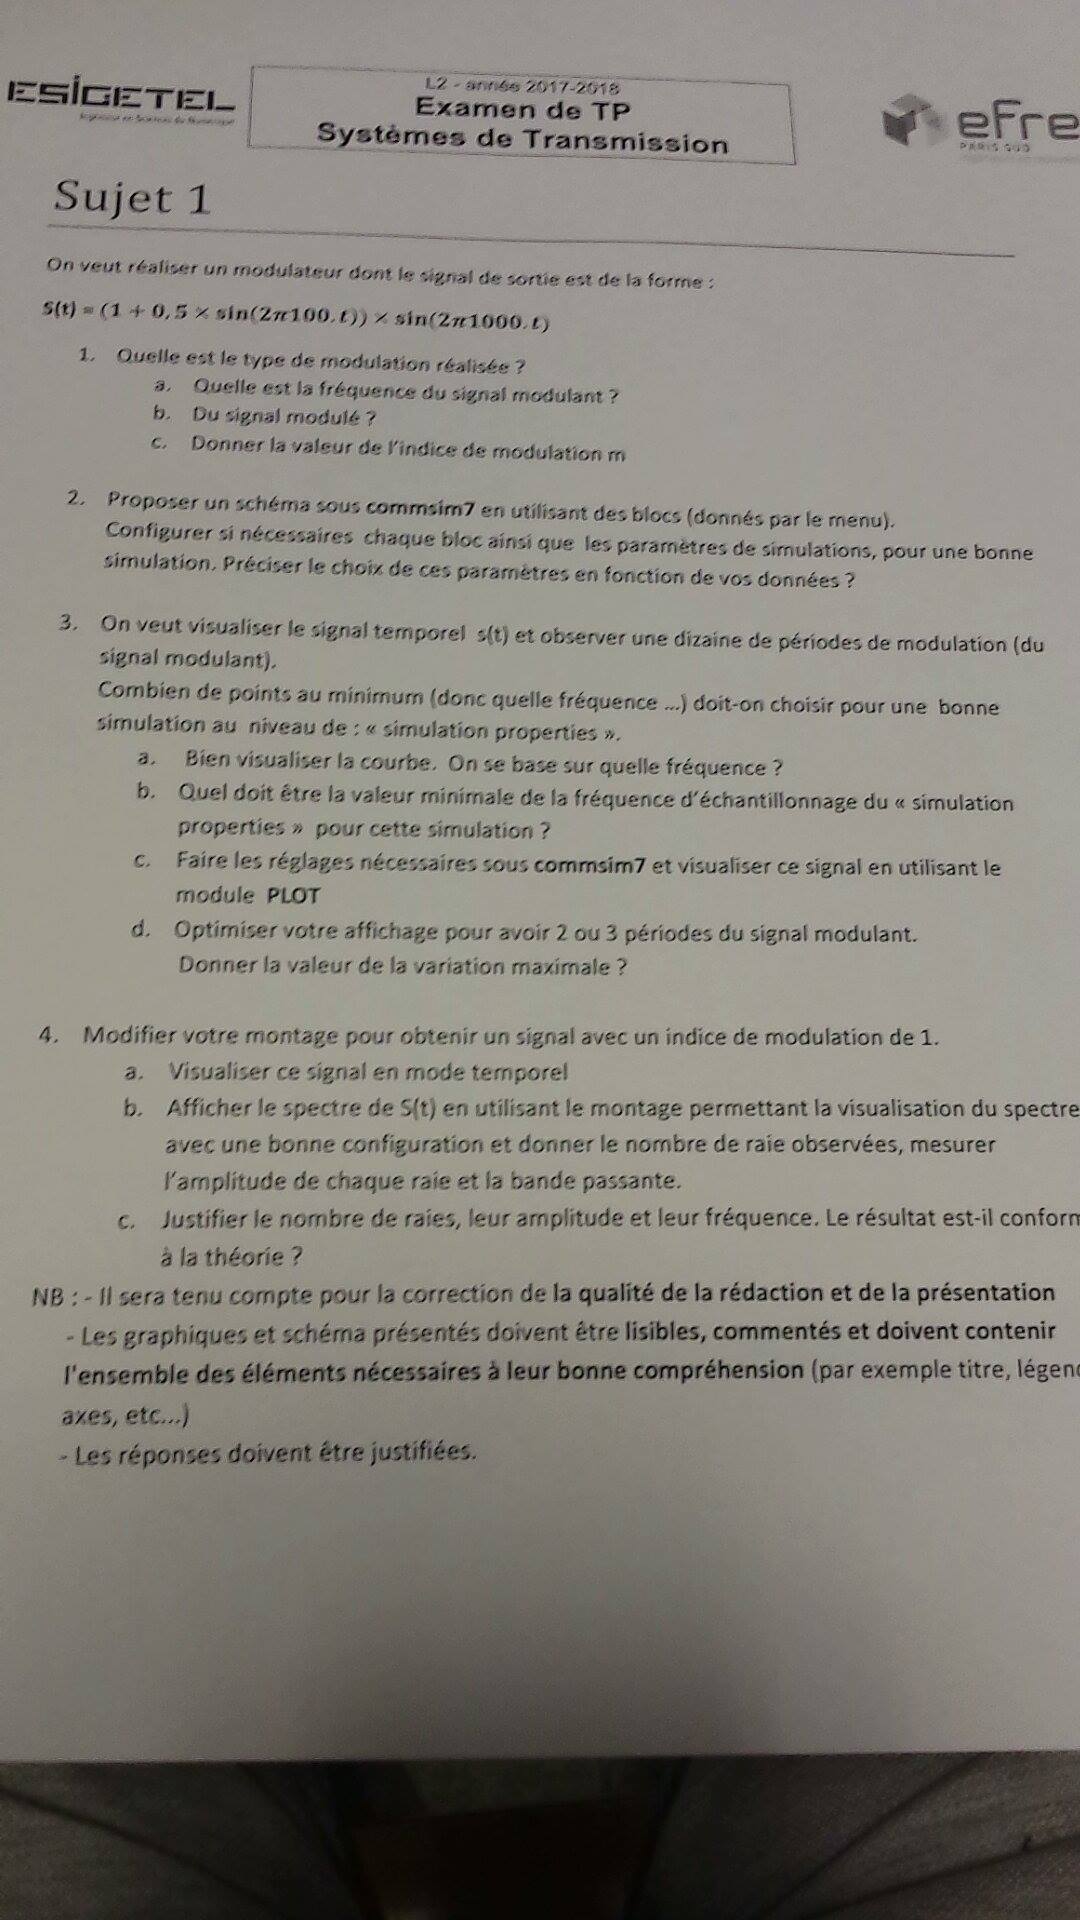 ESIGETEL
L2 - année 2017-2018
Examen de TP
Systèmes de Transmission
efre
PARIS SUD
Sujet 1
On veut réaliser un modulateur dont le signal de sortie est de la forme :
S(t) = (1 + 0,5 × sin(2π100.t)) × sin(2π1000.t)
1. Quelle est le type de modulation réalisée ?
a. Quelle est la fréquence du signal modulant ?
b. Du signal modulé ?
c. Donner la valeur de l'indice de modulation m
2. Proposer un schéma sous commsim7 en utilisant des blocs (donnés par le menu).
Configurer si nécessaires chaque bloc ainsi que les paramètres de simulations, pour une bonne
simulation. Préciser le choix de ces paramètres en fonction de vos données ?
3. On veut visualiser le signal temporel s(t) et observer une dizaine de périodes de modulation (du
signal modulant).
Combien de points au minimum (donc quelle fréquence ...) doit-on choisir pour une bonne
simulation au niveau de : « simulation properties ».
a. Bien visualiser la courbe. On se base sur quelle fréquence ?
b. Quel doit être la valeur minimale de la fréquence d'échantillonnage du « simulation
properties » pour cette simulation ?
c. Faire les réglages nécessaires sous commsim7 et visualiser ce signal en utilisant le
module PLOT
d. Optimiser votre affichage pour avoir 2 ou 3 périodes du signal modulant.
Donner la valeur de la variation maximale ?
4. Modifier votre montage pour obtenir un signal avec un indice de modulation de 1.
a. Visualiser ce signal en mode temporel
b. Afficher le spectre de S(t) en utilisant le montage permettant la visualisation du spectre
avec une bonne configuration et donner le nombre de raie observées, mesurer
l'amplitude de chaque raie et la bande passante.
c. Justifier le nombre de raies, leur amplitude et leur fréquence. Le résultat est-il conform
à la théorie ?
NB : - Il sera tenu compte pour la correction de la qualité de la rédaction et de la présentation
- Les graphiques et schéma présentés doivent être lisibles, commentés et doivent contenir
l'ensemble des éléments nécessaires à leur bonne compréhension (par exemple titre, légend
axes, etc...)
- Les réponses doivent être justifiées.